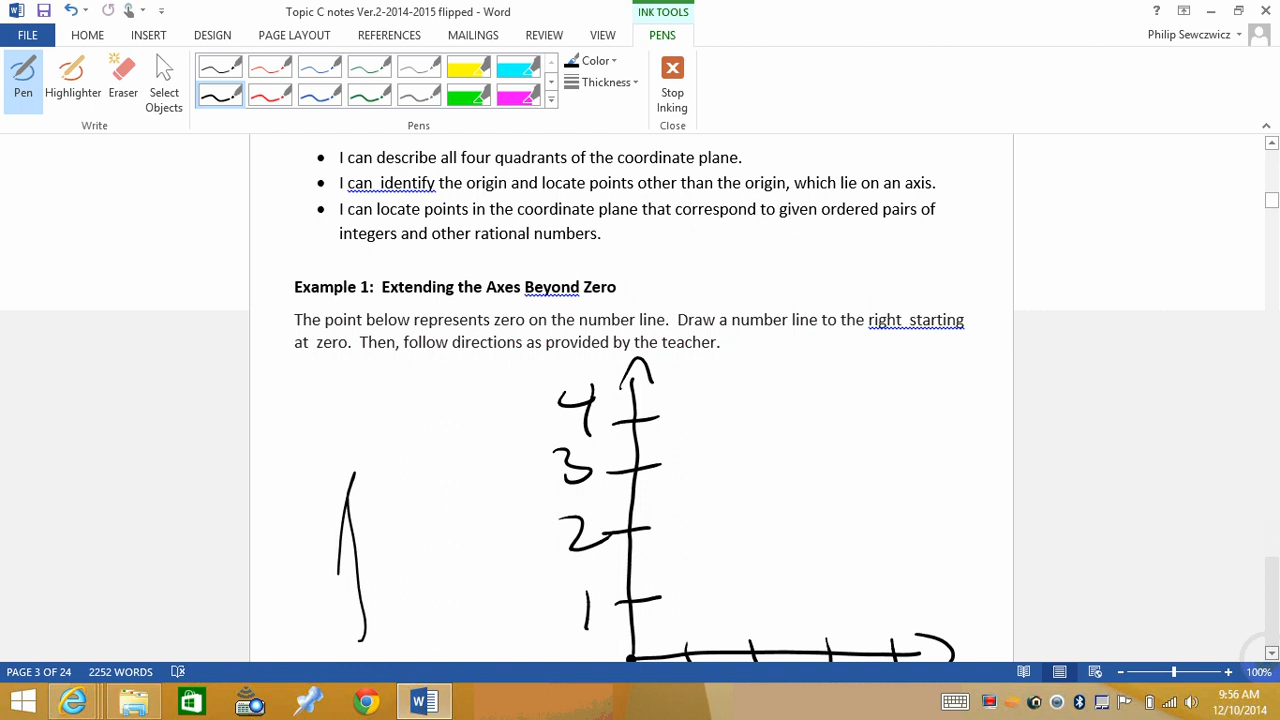 Topic C notes Ver.2-2014-2015 flipped - Word
INK TOOLS
?
FILE HOME INSERT DESIGN PAGE LAYOUT REFERENCES MAILINGS REVIEW VIEW PENS
Philip Sewczwicz
Pen Highlighter Eraser Select Objects
Color
Thickness
Stop Inking
Write Pens Close
• I can describe all four quadrants of the coordinate plane.
• I can identify the origin and locate points other than the origin, which lie on an axis.
• I can locate points in the coordinate plane that correspond to given ordered pairs of
integers and other rational numbers.
Example 1: Extending the Axes Beyond Zero
The point below represents zero on the number line. Draw a number line to the right starting
at zero. Then, follow directions as provided by the teacher.
4
3
2
1
PAGE 3 OF 24 2252 WORDS 100%
9:56 AM
12/10/2014